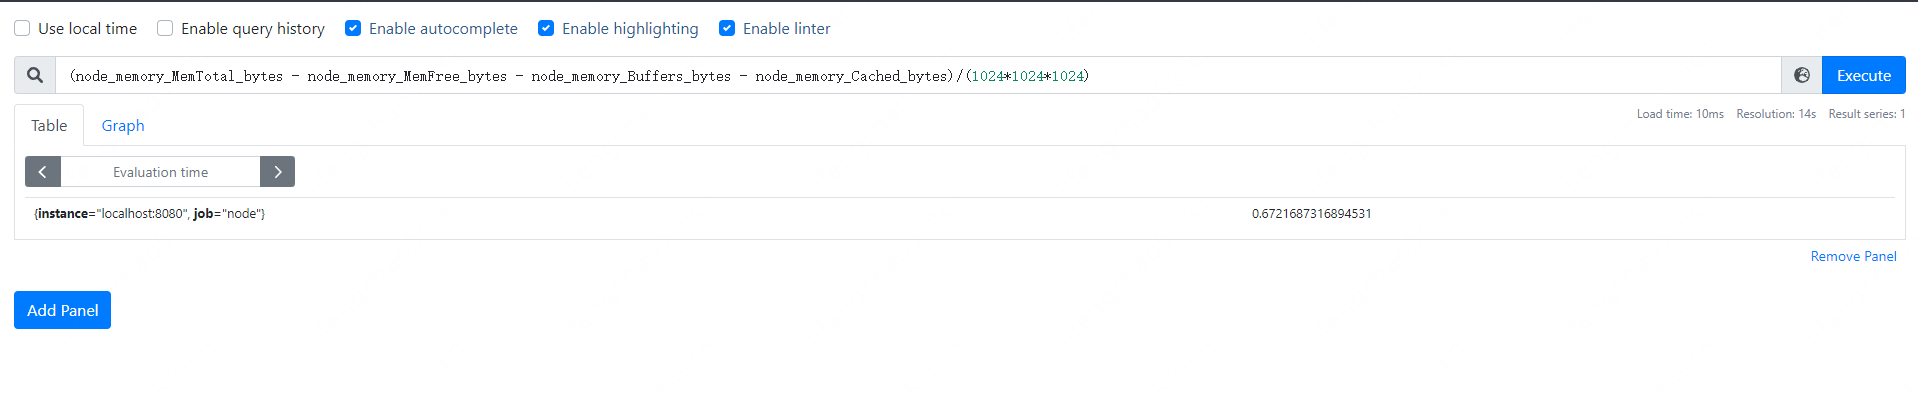 Use local time Enable query history Enable autocomplete Enable highlighting Enable linter
(node_memory_MemTotal_bytes - node_memory_MemFree_bytes - node_memory_Buffers_bytes - node_memory_Cached_bytes)/(1024*1024*1024) Execute
Table Graph Load time: 10ms Resolution: 14s Result series: 1
Evaluation time
{instance="localhost:8080", job="node"} 0.6721687316894531
Remove Panel
Add Panel